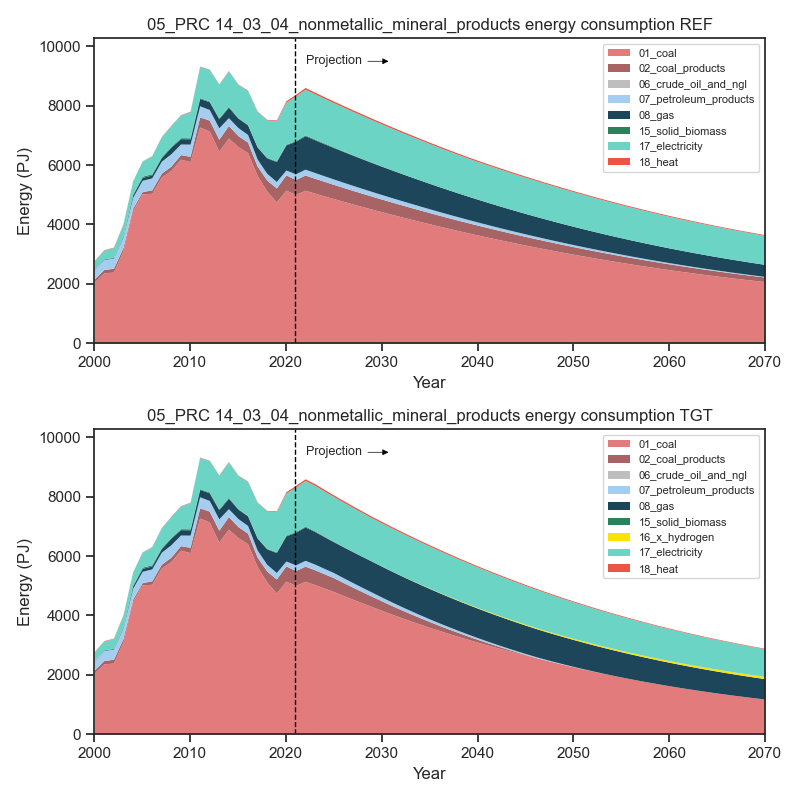 05_PRC 14_03_04_nonmetallic_mineral_products energy consumption REF
10000
8000
6000
4000
2000
0
Energy (PJ)
Projection
01_coal
02_coal_products
06_crude_oil_and_ngl
07_petroleum_products
08_gas
15_solid_biomass
17_electricity
18_heat
2000 2010 2020 2030 2040 2050 2060 2070
Year
05_PRC 14_03_04_nonmetallic_mineral_products energy consumption TGT
10000
8000
6000
4000
2000
0
Energy (PJ)
Projection
01_coal
02_coal_products
06_crude_oil_and_ngl
07_petroleum_products
08_gas
15_solid_biomass
16_x_hydrogen
17_electricity
18_heat
2000 2010 2020 2030 2040 2050 2060 2070
Year